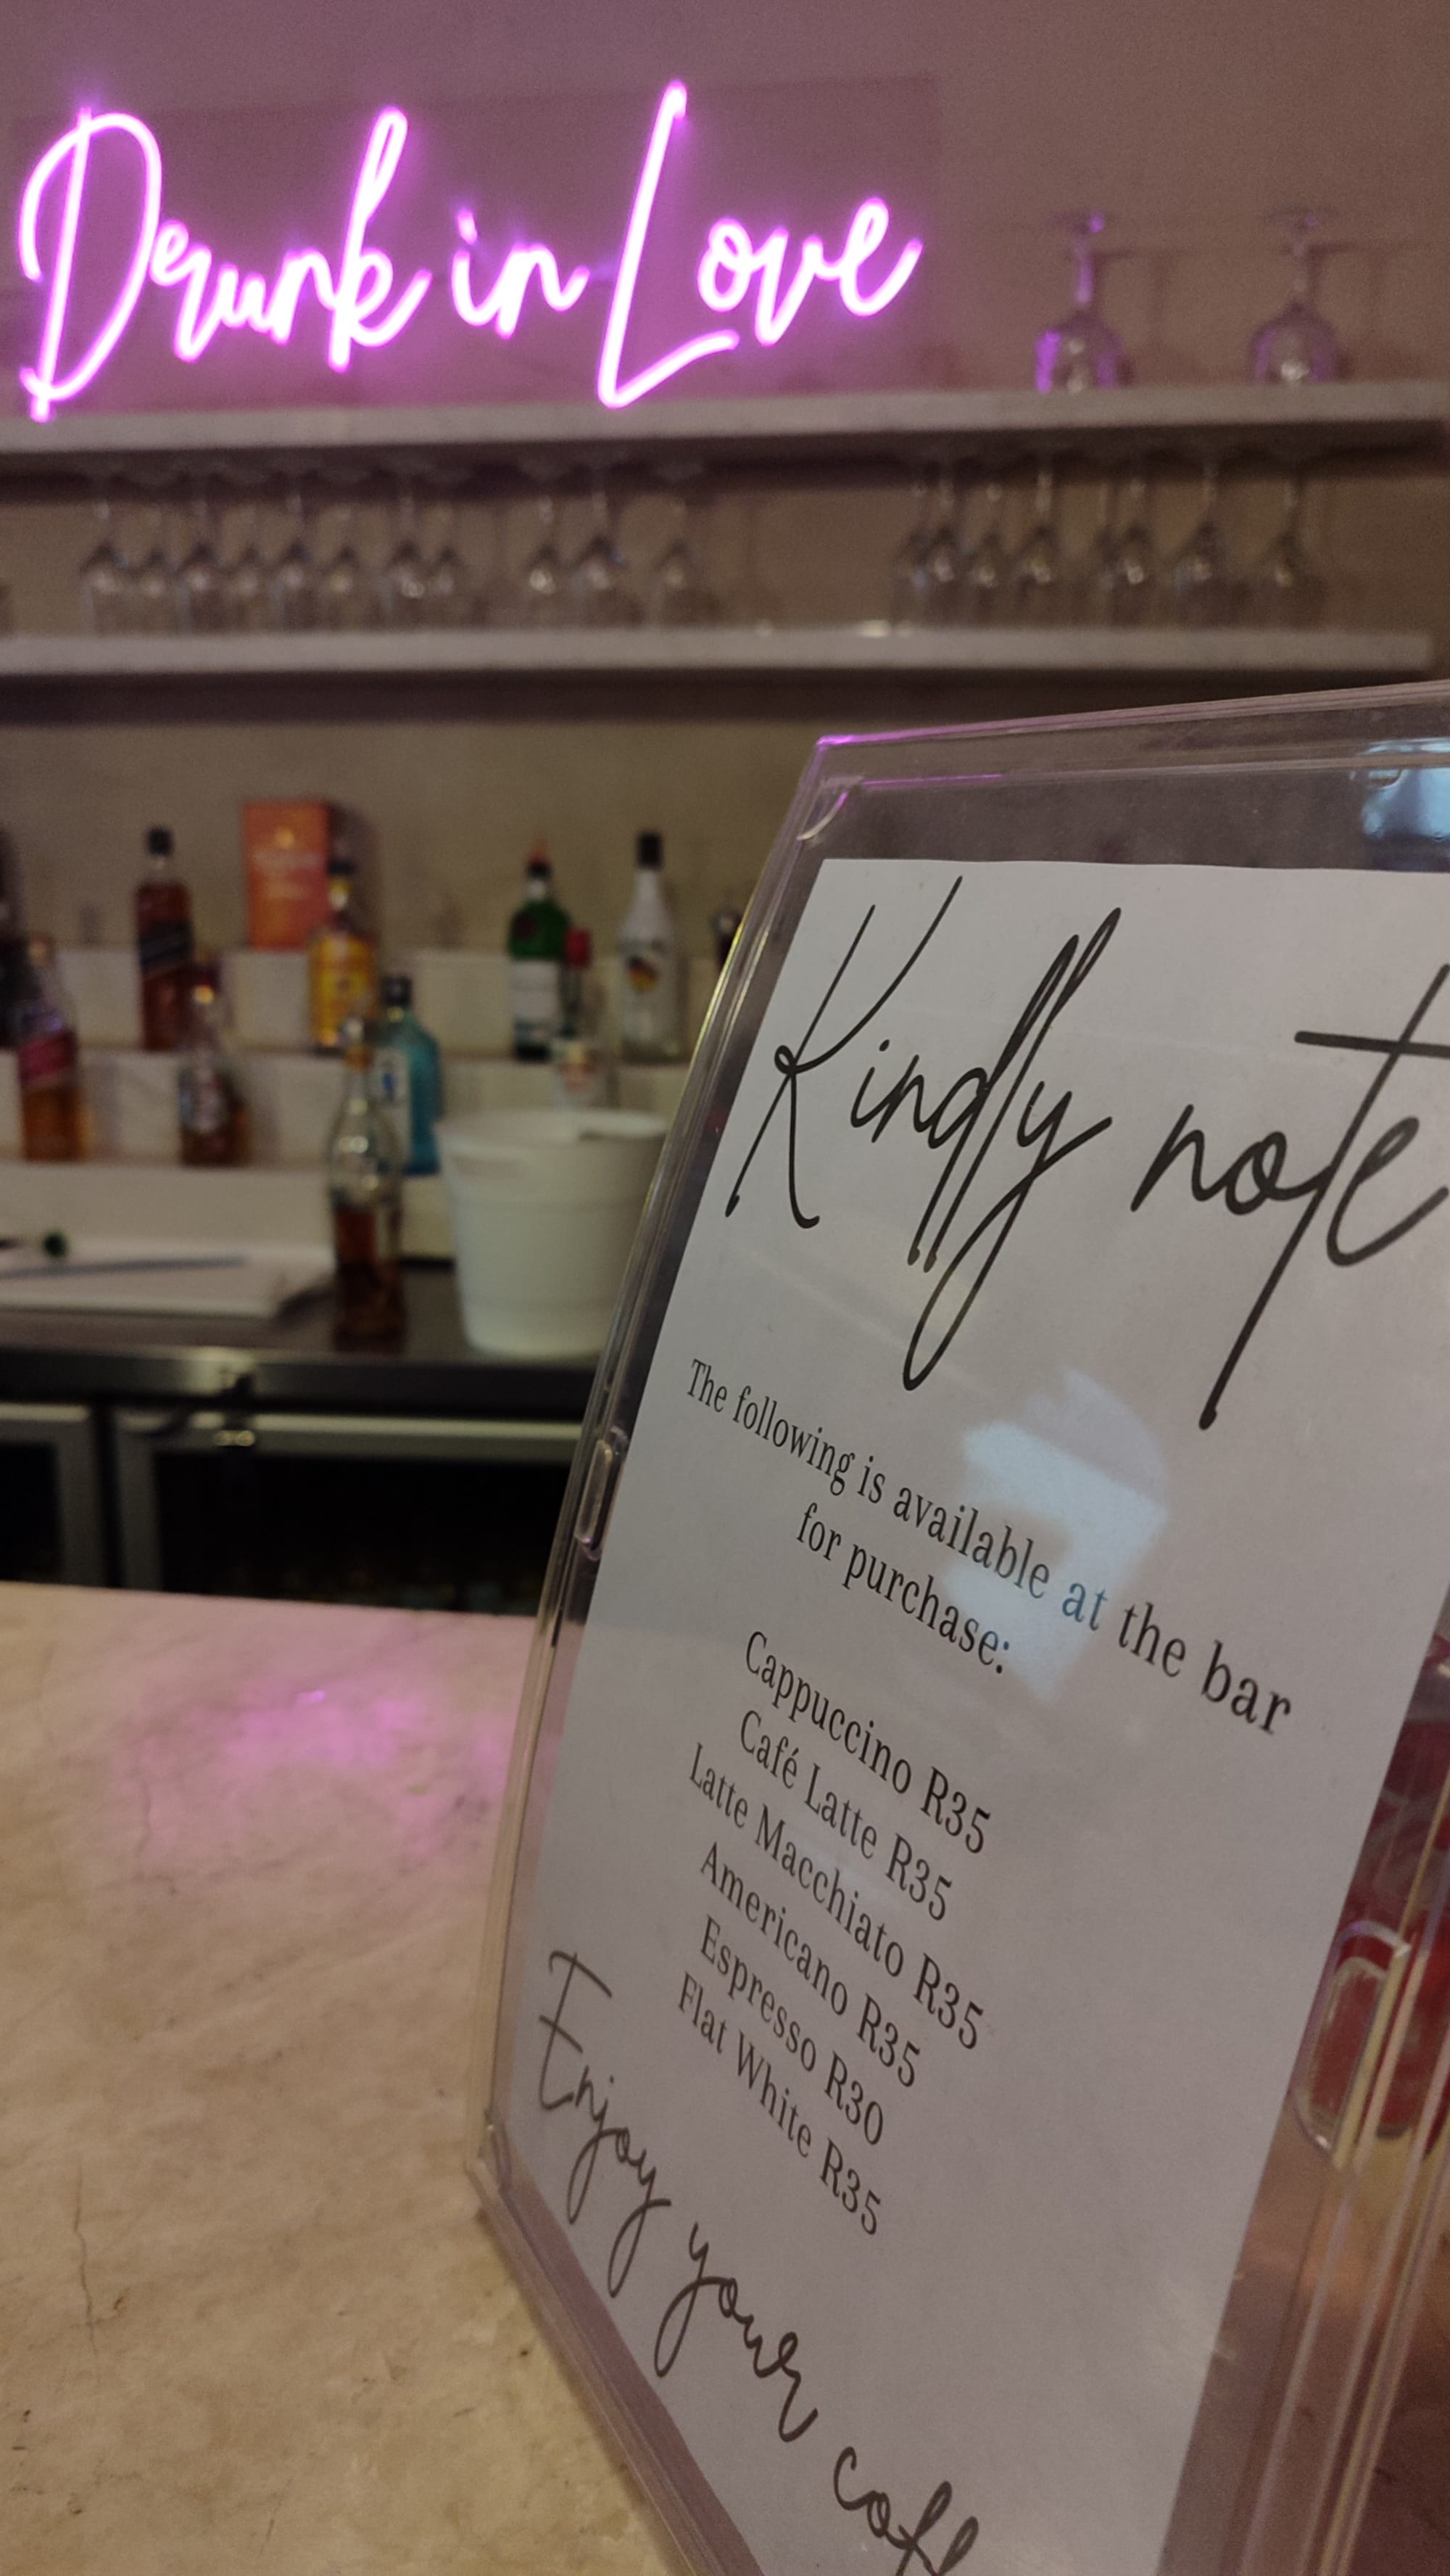 Drunk in Love
Kindly note
The following is available at the bar
for purchase:
Cappuccino R35
Café Latte R35
Latte Macchiato R35
Americano R35
Espresso R30
Flat White R35
Enjoy your